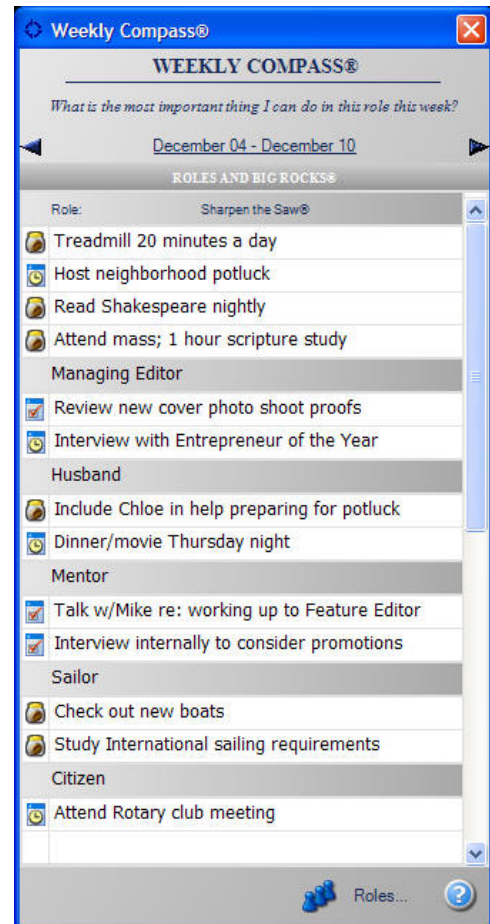 Weekly Compass®
WEEKLY COMPASS®
What is the most important thing I can do in this role this week?
December 04 - December 10
ROLES AND BIG ROCKS®
Role: Sharpen the Saw®
Treadmill 20 minutes a day
Host neighborhood potluck
Read Shakespeare nightly
Attend mass; 1 hour scripture study
Managing Editor
Review new cover photo shoot proofs
Interview with Entrepreneur of the Year
Husband
Include Chloe in help preparing for potluck
Dinner/movie Thursday night
Mentor
Talk w/Mike re: working up to Feature Editor
Interview internally to consider promotions
Sailor
Check out new boats
Study International sailing requirements
Citizen
Attend Rotary club meeting
Roles... ?